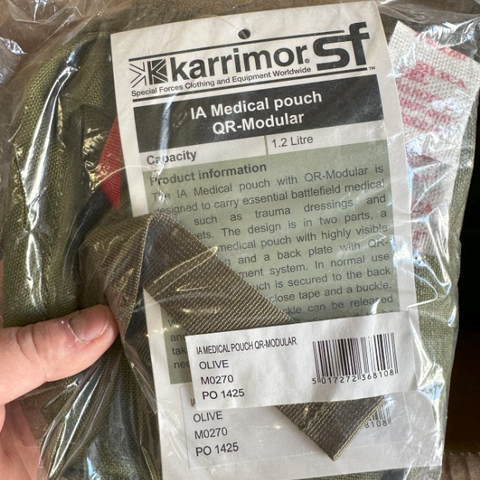 karrimor® Sf™
Special Forces Clothing and Equipment Worldwide
IA Medical pouch
QR-Modular
Capacity 1.2 Litre
Product information
The IA Medical pouch with QR-Modular is
designed to carry essential battlefield medical
such as trauma dressings and
The design is in two parts, a
medical pouch with highly visible
and a back plate with QR-
system. In normal use
is secured to the back
close tape and a buckle.
can be released
IA MEDICAL POUCH QR-MODULAR
OLIVE
M0270
PO 1425
5 017272 368108
OLIVE
M0270
PO 1425